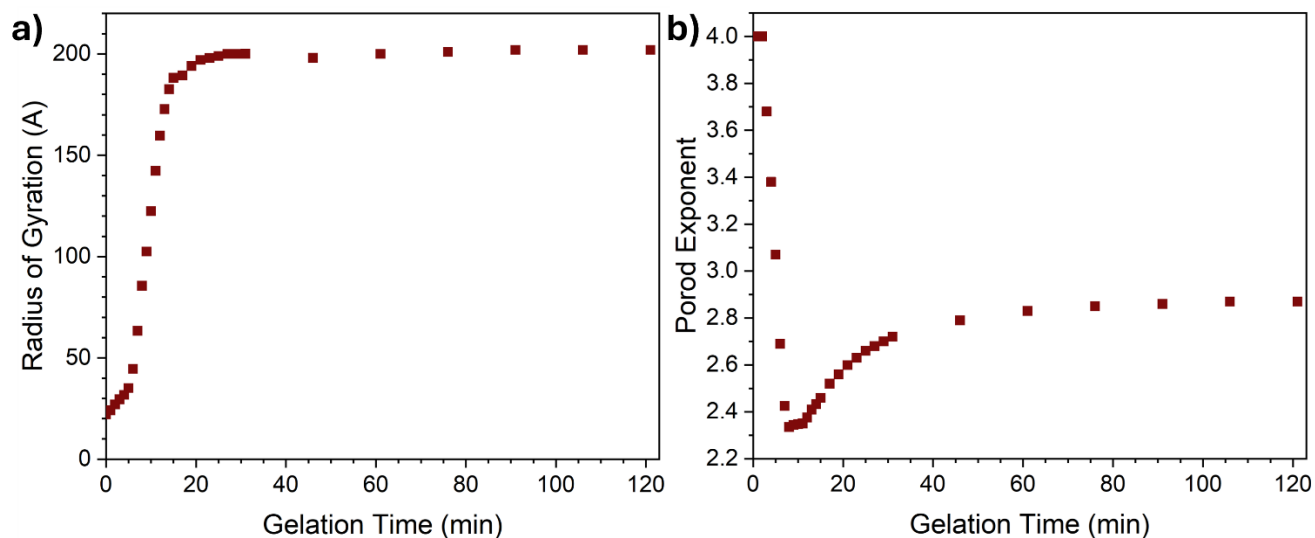 a)
200
150
100
50
0
Radius of Gyration (A)
0 20 40 60 80 100 120
Gelation Time (min)
b)
4.0
3.8
3.6
3.4
3.2
3.0
2.8
2.6
2.4
2.2
Porod Exponent
0 20 40 60 80 100 120
Gelation Time (min)